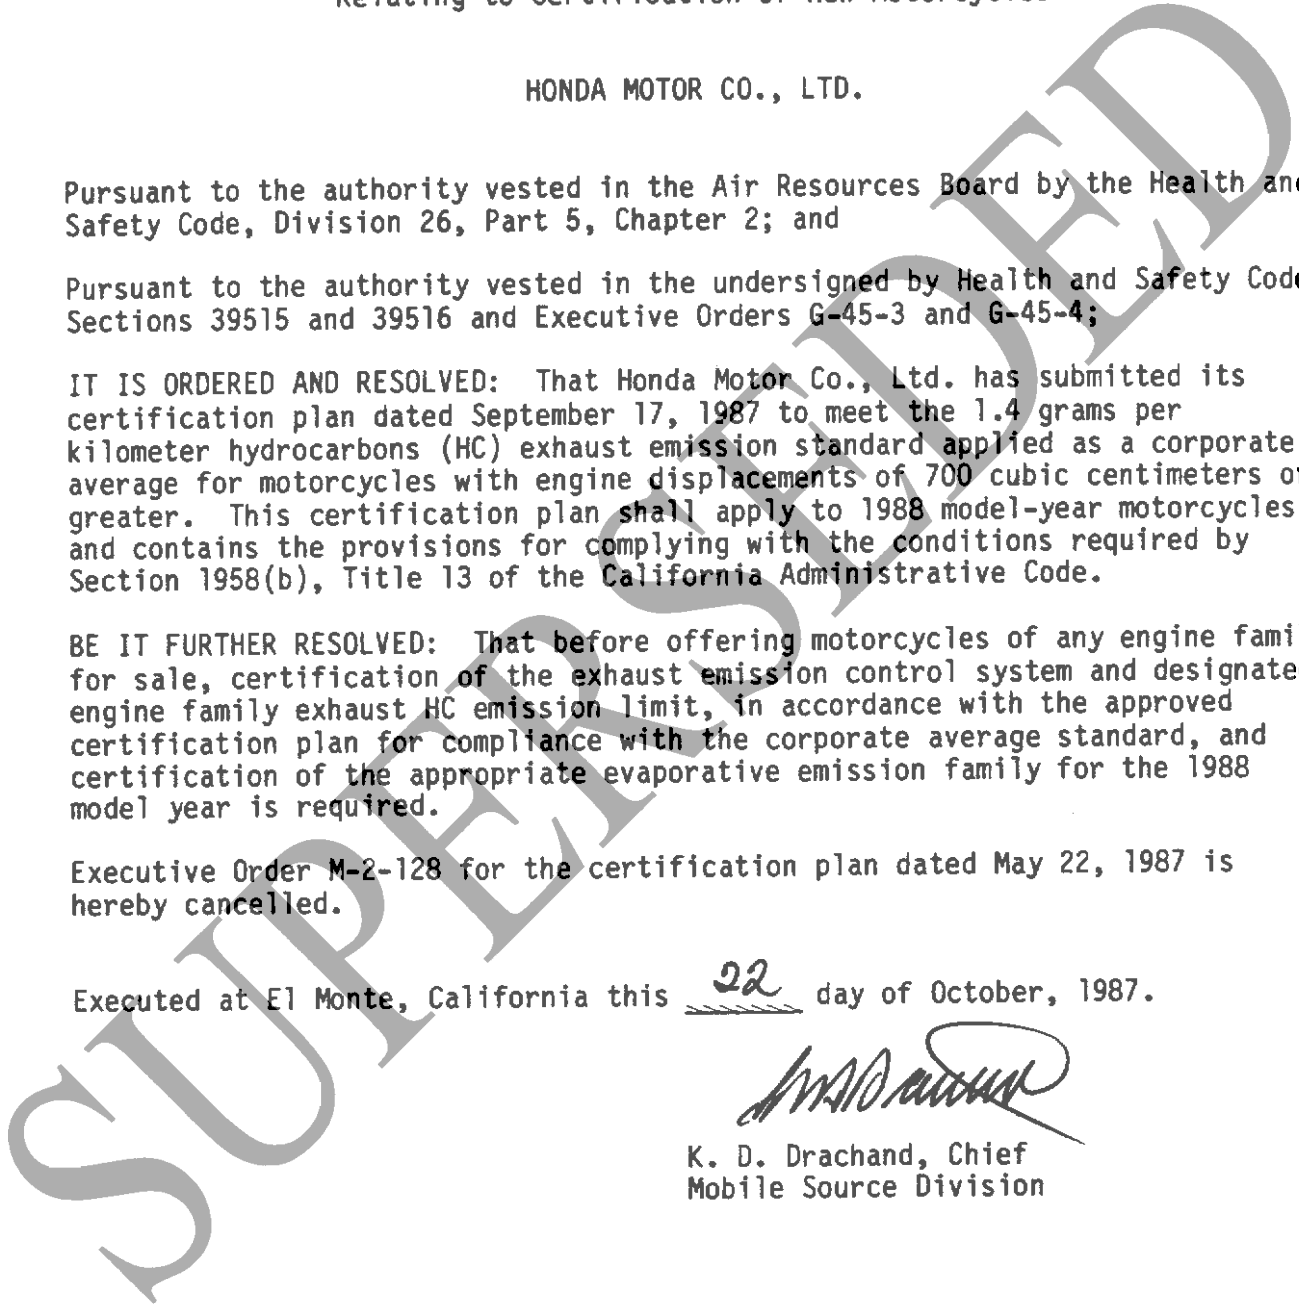 Relating to Certification of New Motorcycles
HONDA MOTOR CO., LTD.
Pursuant to the authority vested in the Air Resources Board by the Health an
Safety Code, Division 26, Part 5, Chapter 2; and
Pursuant to the authority vested in the undersigned by Health and Safety Code
Sections 39515 and 39516 and Executive Orders G-45-3 and G-45-4;
IT IS ORDERED AND RESOLVED: That Honda Motor Co., Ltd. has submitted its
certification plan dated September 17, 1987 to meet the 1.4 grams per
kilometer hydrocarbons (HC) exhaust emission standard applied as a corporate
average for motorcycles with engine displacements of 700 cubic centimeters o
greater. This certification plan shall apply to 1988 model-year motorcycles
and contains the provisions for complying with the conditions required by
Section 1958(b), Title 13 of the California Administrative Code.
BE IT FURTHER RESOLVED: That before offering motorcycles of any engine fami
for sale, certification of the exhaust emission control system and designate
engine family exhaust HC emission limit, in accordance with the approved
certification plan for compliance with the corporate average standard, and
certification of the appropriate evaporative emission family for the 1988
model year is required.
Executive Order M-2-128 for the certification plan dated May 22, 1987 is
hereby cancelled.
Executed at El Monte, California this 22 day of October, 1987.
K. D. Drachand, Chief
Mobile Source Division
SUPERSEDED